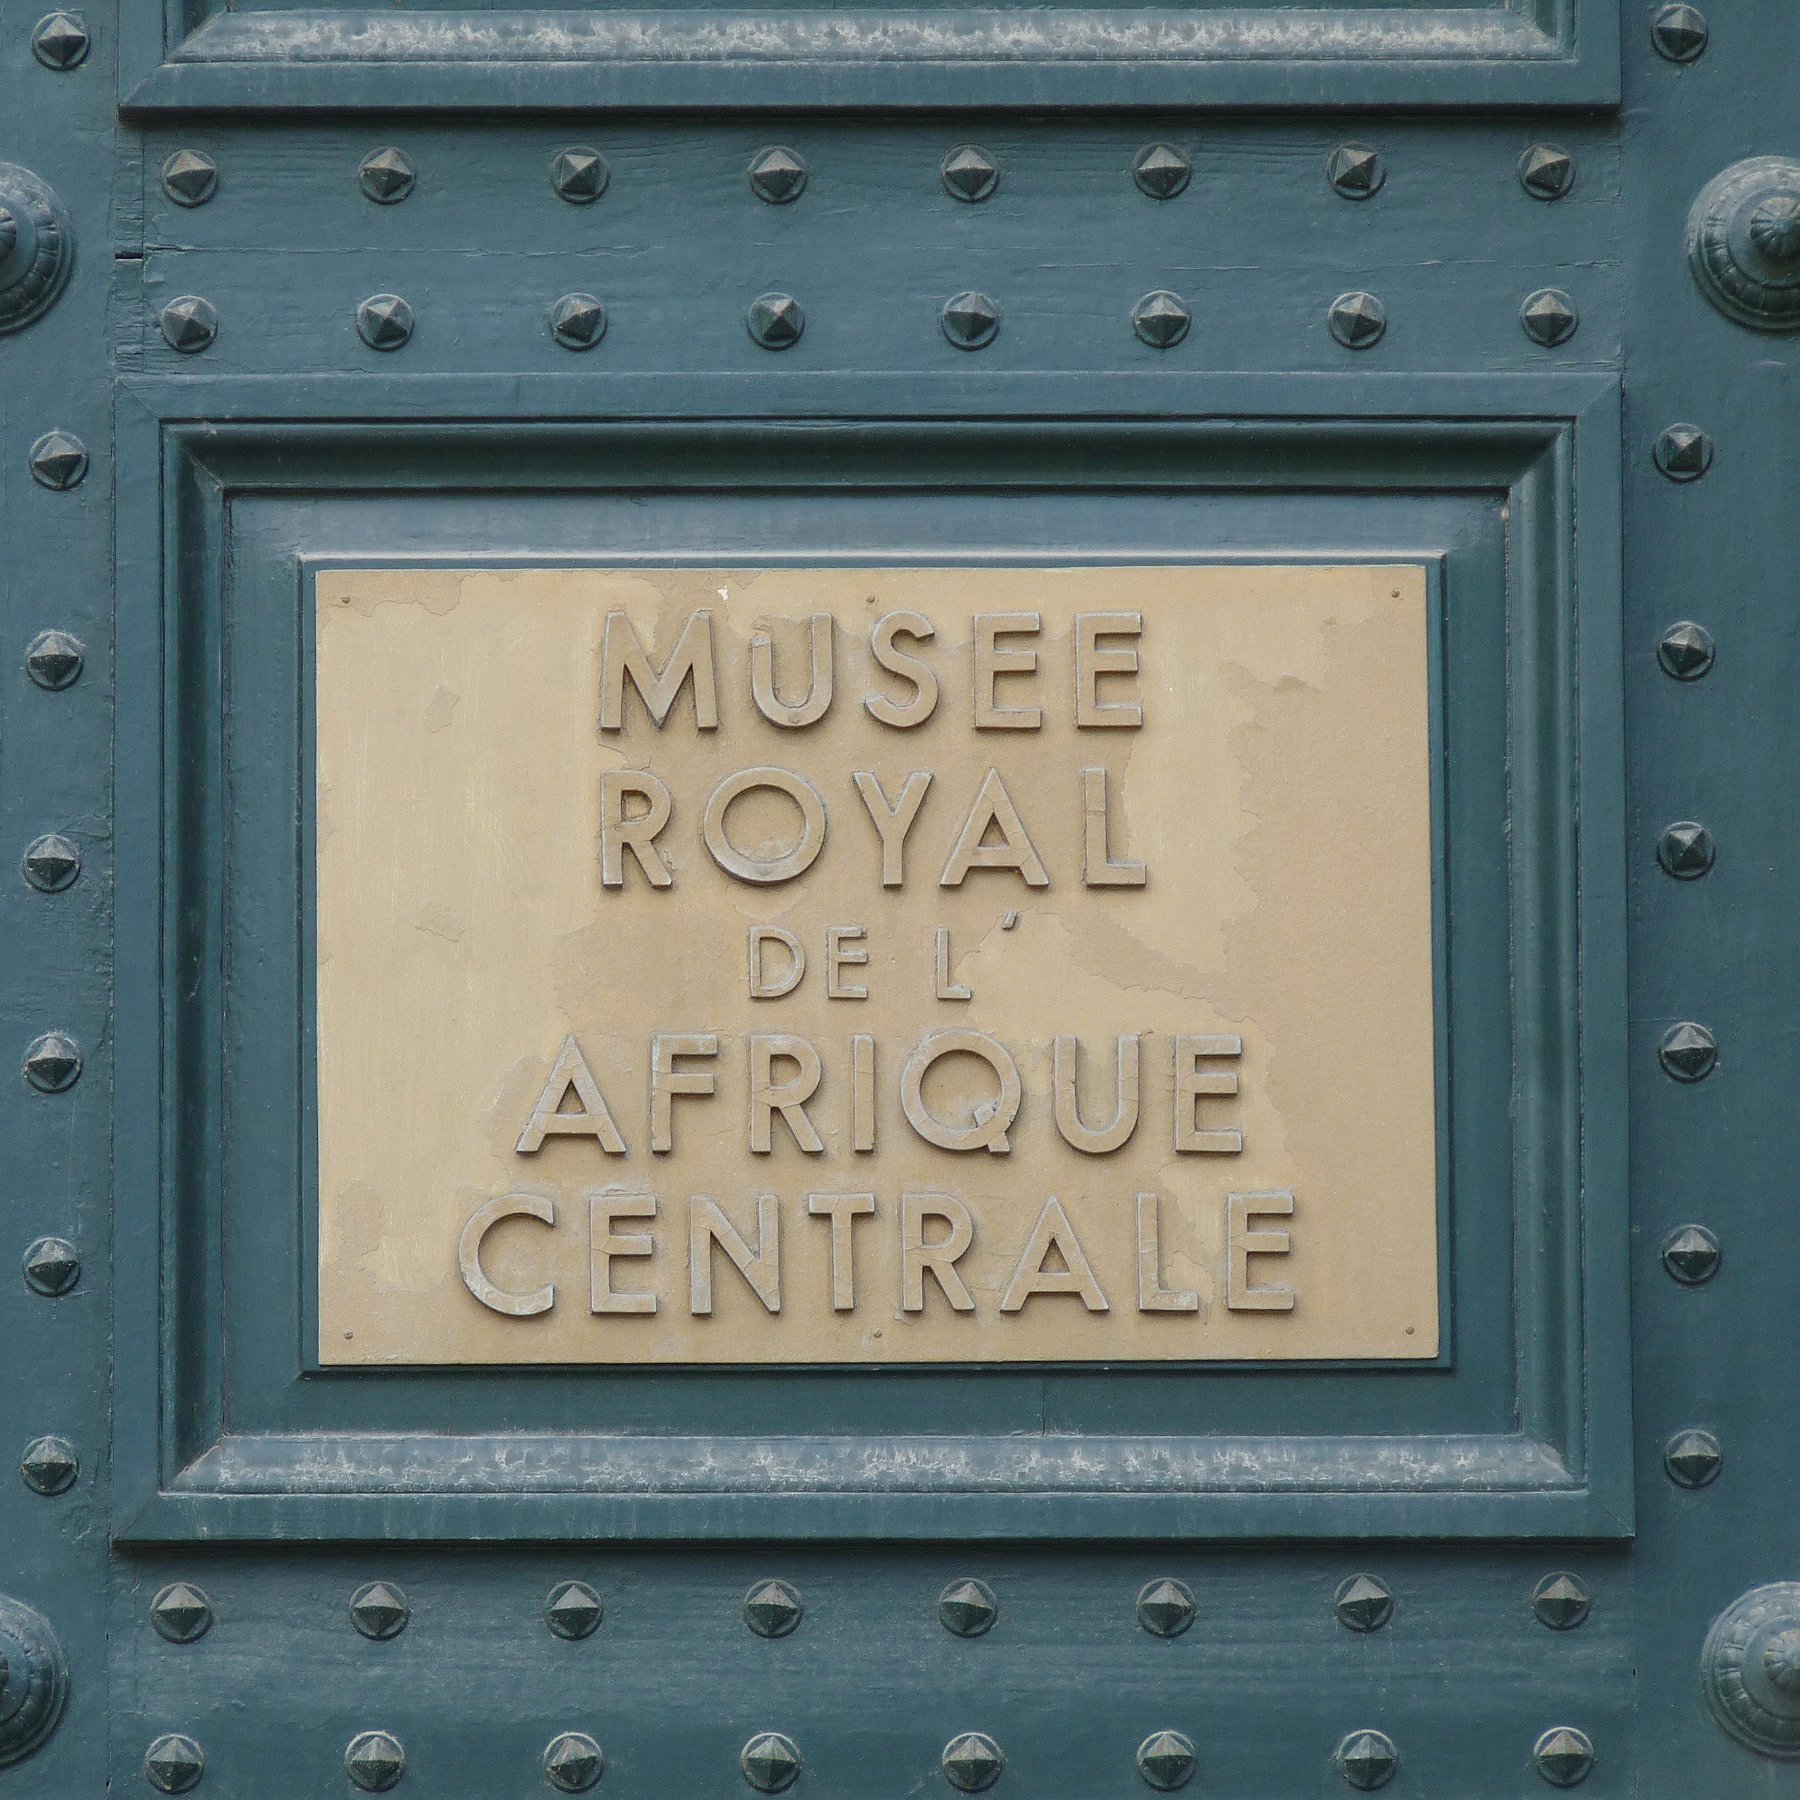 MUSEE
ROYAL
DE L'
AFRIQUE
CENTRALE